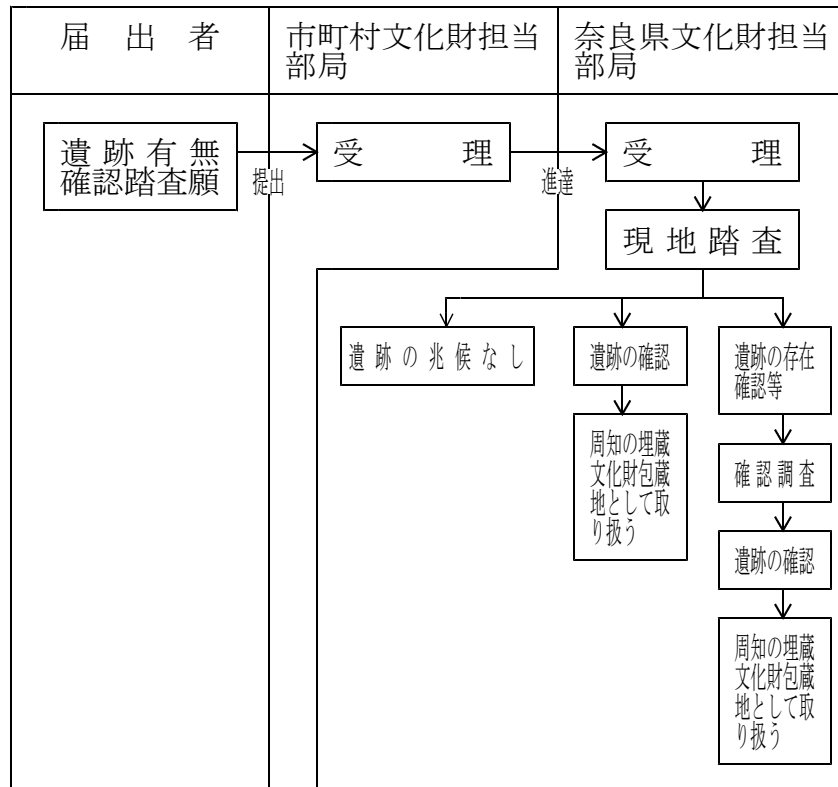 届出者
市町村文化財担当
部局
奈良県文化財担当
部局
遺跡有無
確認踏査願
提出
受理
進達
受理
現地踏査
遺跡の兆候なし
遺跡の確認
周知の埋蔵
文化財包蔵
地として取
り扱う
遺跡の存在
確認等
確認調査
遺跡の確認
周知の埋蔵
文化財包蔵
地として取
り扱う